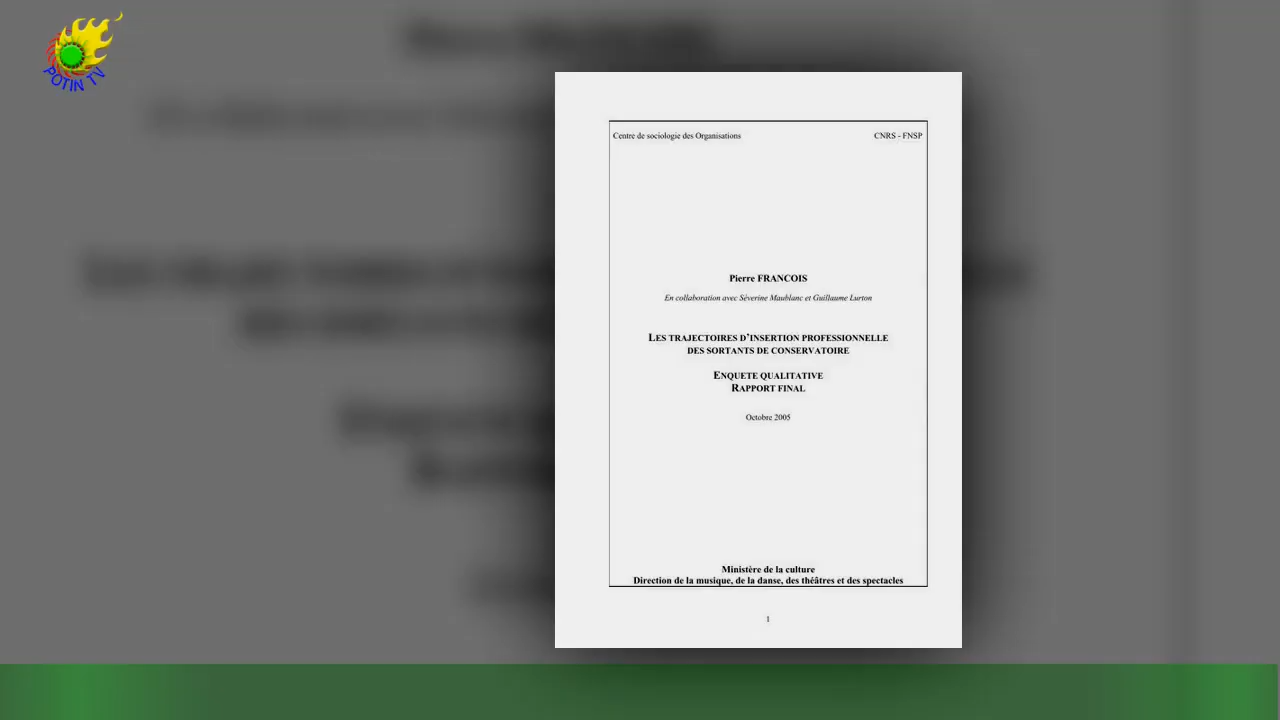 POTIN TV
Centre de sociologie des Organisations CNRS - FNSP
Pierre FRANCOIS
En collaboration avec Séverine Maublanc et Guillaume Lurton
LES TRAJECTOIRES D’INSERTION PROFESSIONNELLE
DES SORTANTS DE CONSERVATOIRE
ENQUETE QUALITATIVE
RAPPORT FINAL
Octobre 2005
Ministère de la culture
Direction de la musique, de la danse, des théâtres et des spectacles
1